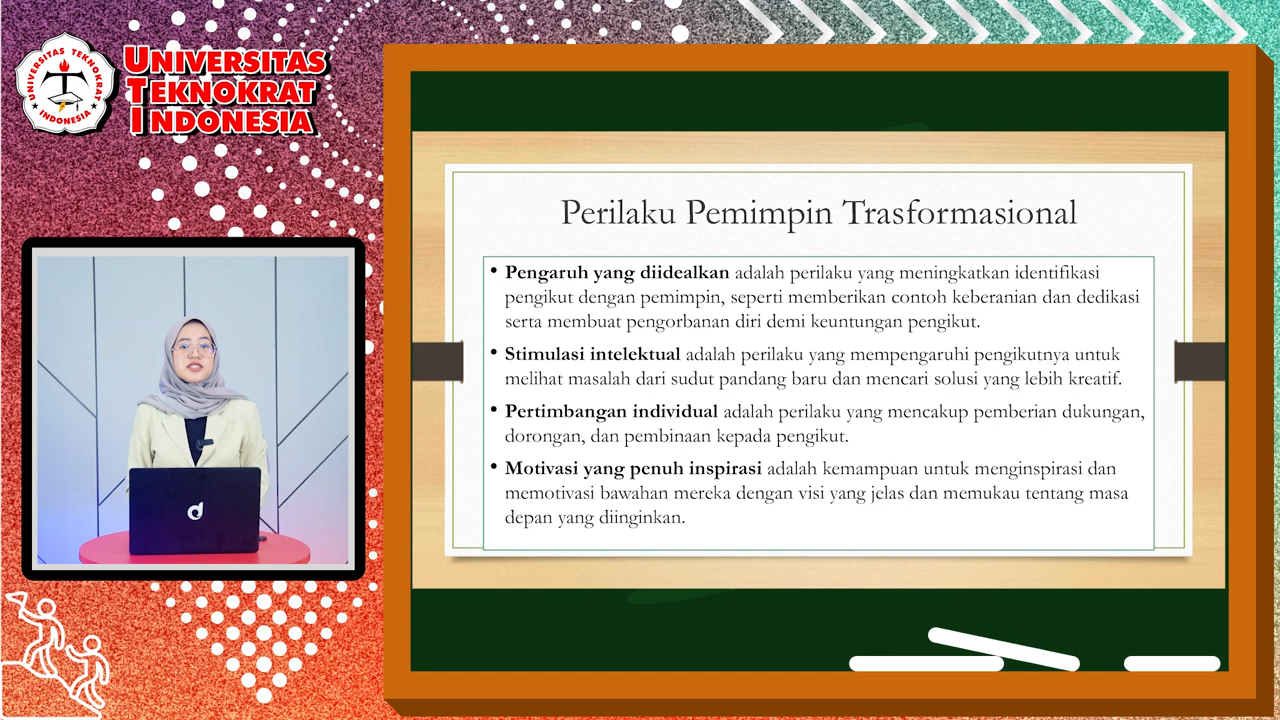 UNIVERSITAS TEKNOKRAT
INDONESIA
UNIVERSITAS
TEKNOKRAT
INDONESIA
Perilaku Pemimpin Trasformasional
• Pengaruh yang diidealkan adalah perilaku yang meningkatkan identifikasi
pengikut dengan pemimpin, seperti memberikan contoh keberanian dan dedikasi
serta membuat pengorbanan diri demi keuntungan pengikut.
• Stimulasi intelektual adalah perilaku yang mempengaruhi pengikutnya untuk
melihat masalah dari sudut pandang baru dan mencari solusi yang lebih kreatif.
• Pertimbangan individual adalah perilaku yang mencakup pemberian dukungan,
dorongan, dan pembinaan kepada pengikut.
• Motivasi yang penuh inspirasi adalah kemampuan untuk menginspirasi dan
memotivasi bawahan mereka dengan visi yang jelas dan memukau tentang masa
depan yang diinginkan.